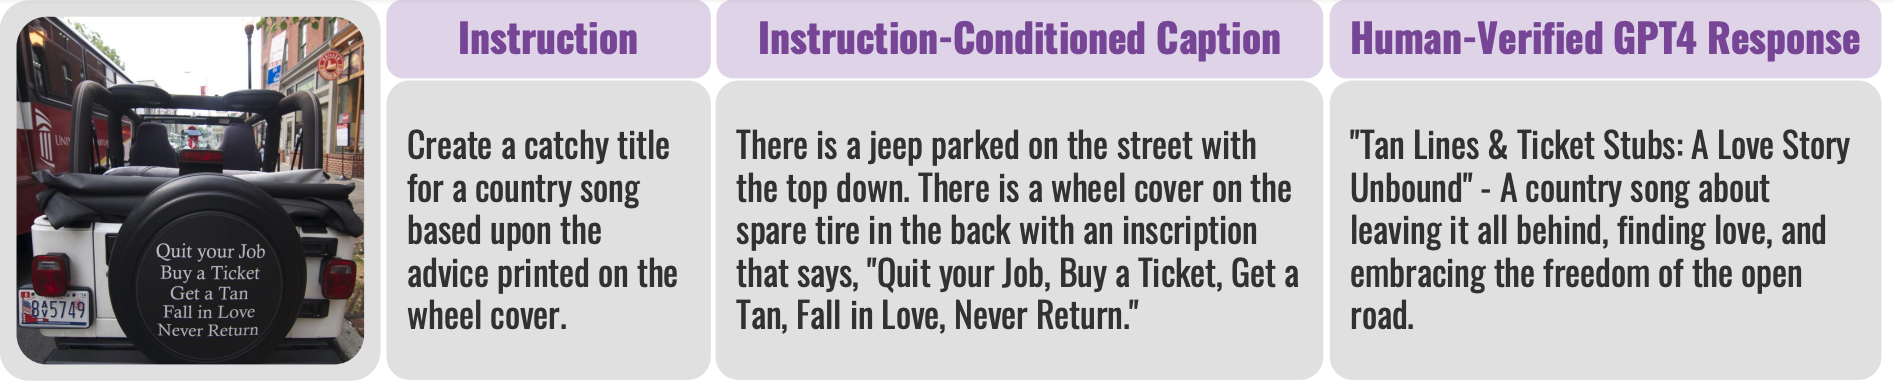 Instruction
Instruction-Conditioned Caption
Human-Verified GPT4 Response
Quit your Job
Buy a Ticket
Get a Tan
Fall in Love
Never Return
5749
Create a catchy title
for a country song
based upon the
advice printed on the
wheel cover.
There is a jeep parked on the street with
the top down. There is a wheel cover on the
spare tire in the back with an inscription
that says, "Quit your Job, Buy a Ticket, Get a
Tan, Fall in Love, Never Return."
"Tan Lines & Ticket Stubs: A Love Story
Unbound" - A country song about
leaving it all behind, finding love, and
embracing the freedom of the open
road.